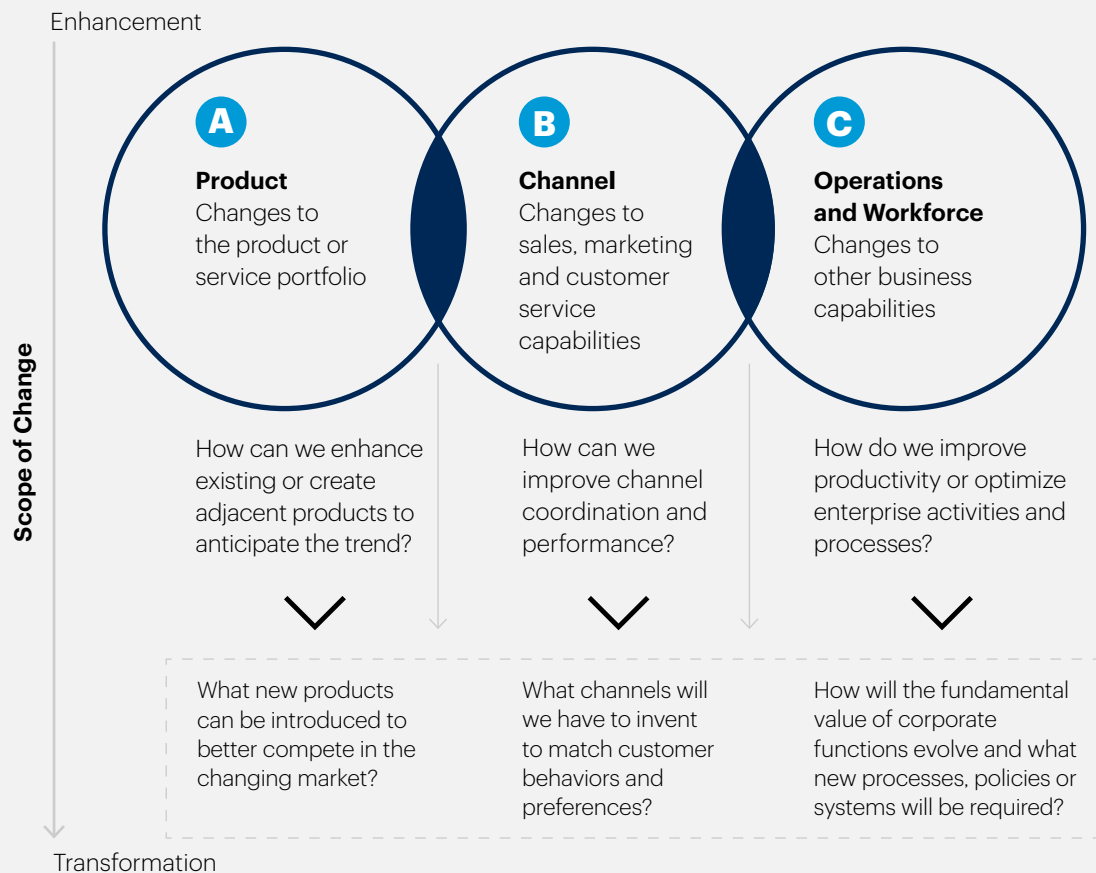 Enhancement
Scope of Change
A
Product
Changes to
the product or
service portfolio
B
Channel
Changes to
sales, marketing
and customer
service
capabilities
C
Operations
and Workforce
Changes to
other business
capabilities
How can we enhance
existing or create
adjacent products to
anticipate the trend?
How can we
improve channel
coordination and
performance?
How do we improve
productivity or optimize
enterprise activities and
processes?
What new products
can be introduced to
better compete in the
changing market?
What channels will
we have to invent
to match customer
behaviors and
preferences?
How will the fundamental
value of corporate
functions evolve and what
new processes, policies or
systems will be required?
Transformation